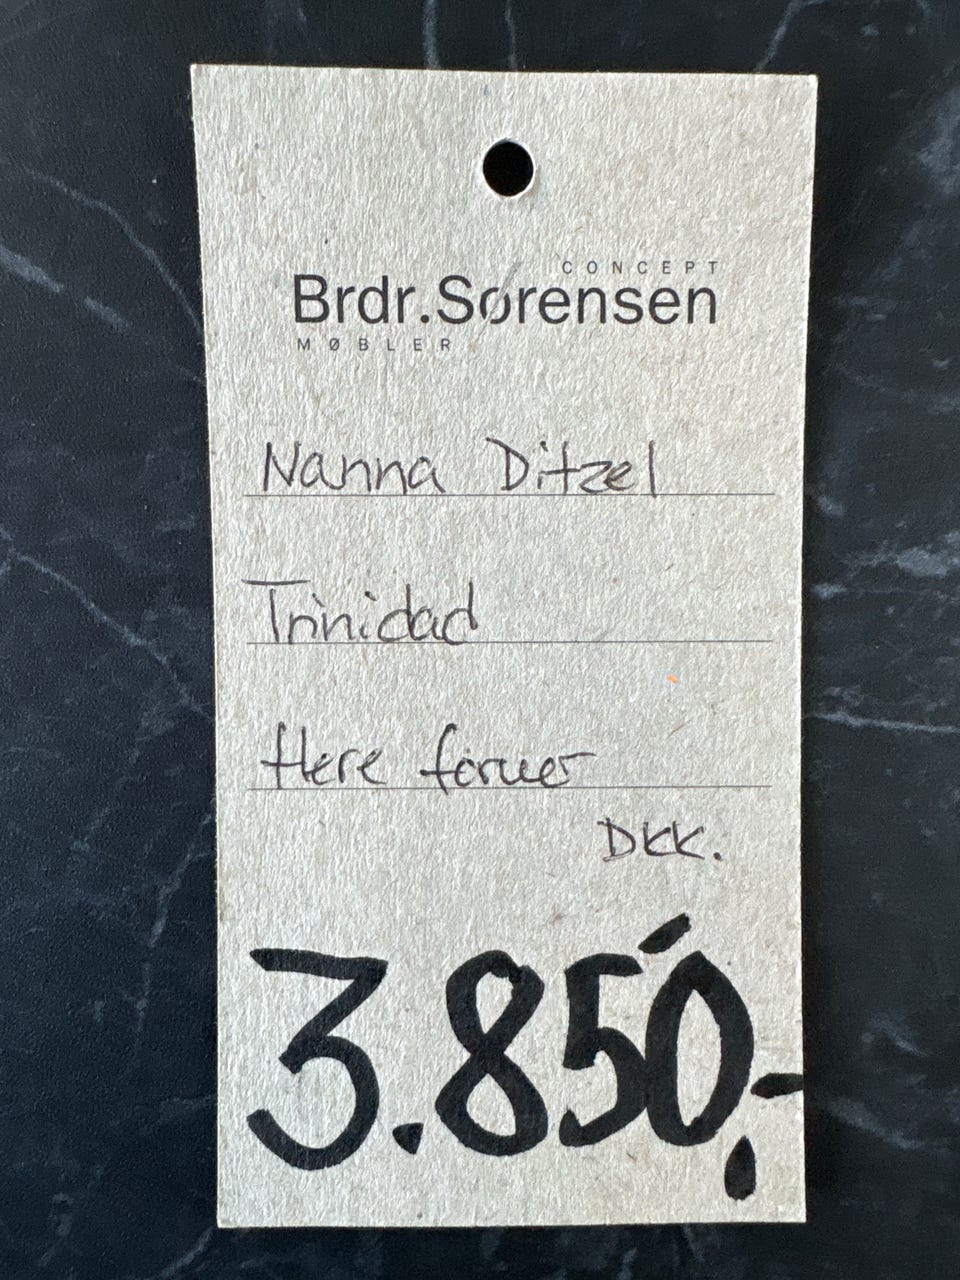 CONCEPT
Brdr.Sørensen
MØBLER
Nanna Ditzel
Trinidad
flere farver
DKK.
3.850,-